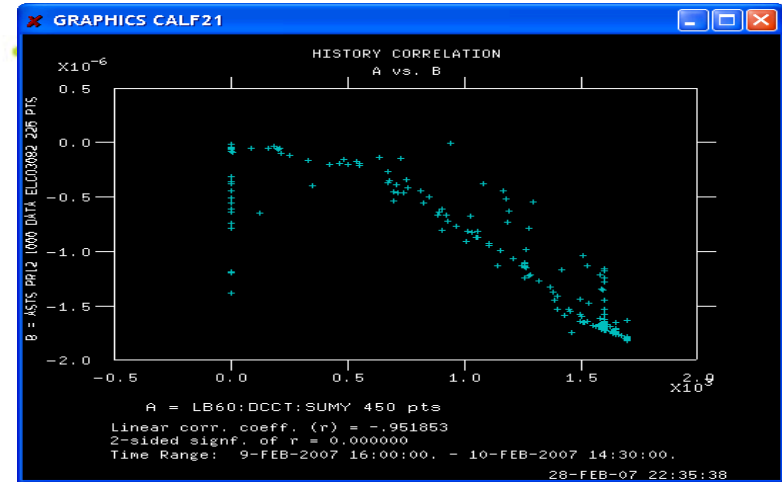 GRAPHICS CALF21
HISTORY CORRELATION
A vs. B
X10-6
0.5
0.0
-0.5
-1.0
-1.5
-2.0
B = ASTS PR12 1000 DATA ELC03082 226 PTS
-0.5 0.0 0.5 1.0 1.5 2.0
X10 3
A = LB60:DCCT:SUMY 450 pts
Linear corr. coeff. (r) = -.951853
2-sided signf. of r = 0.000000
Time Range: 9-FEB-2007 16:00:00. - 10-FEB-2007 14:30:00.
28-FEB-07 22:35:38